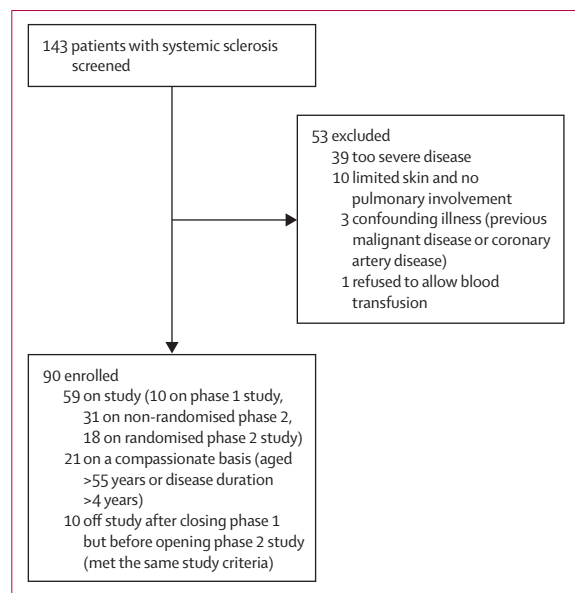 143 patients with systemic sclerosis
screened
53 excluded
39 too severe disease
10 limited skin and no
pulmonary involvement
3 confounding illness (previous
malignant disease or coronary
artery disease)
1 refused to allow blood
transfusion
90 enrolled
59 on study (10 on phase 1 study,
31 on non-randomised phase 2,
18 on randomised phase 2 study)
21 on a compassionate basis (aged
>55 years or disease duration
>4 years)
10 off study after closing phase 1
but before opening phase 2 study
(met the same study criteria)